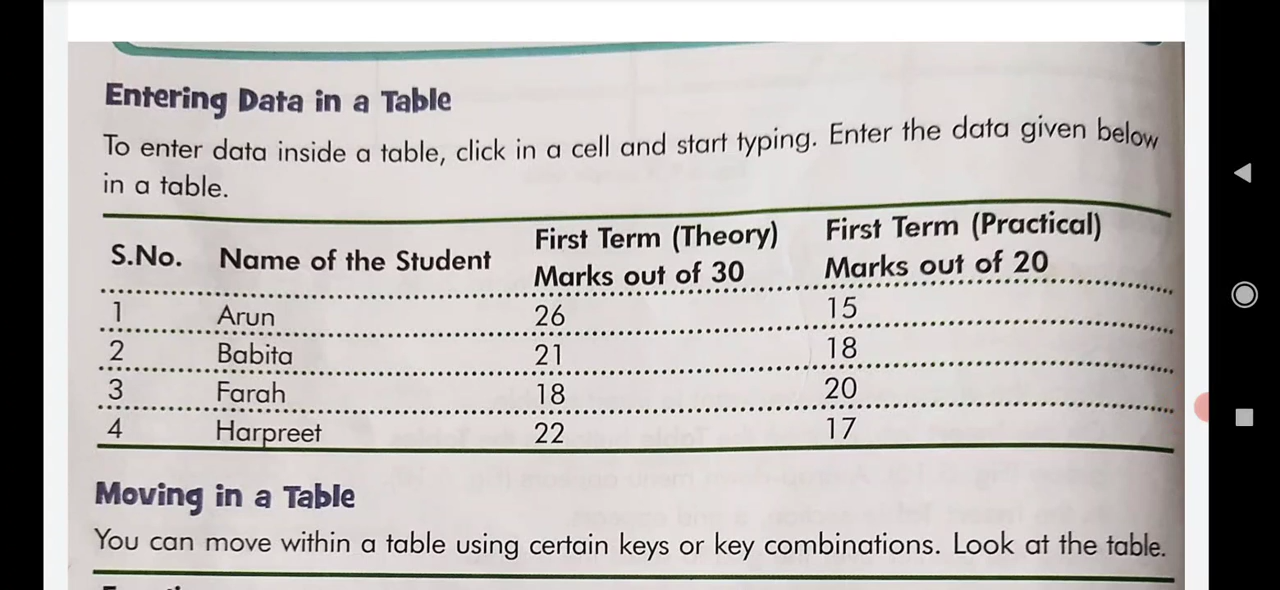 Entering Data in a Table
To enter data inside a table, click in a cell and start typing. Enter the data given below
in a table.
S.No. Name of the Student First Term (Theory) Marks out of 30 First Term (Practical) Marks out of 20
1 Arun 26 15
2 Babita 21 18
3 Farah 18 20
4 Harpreet 22 17
Moving in a Table
You can move within a table using certain keys or key combinations. Look at the table.